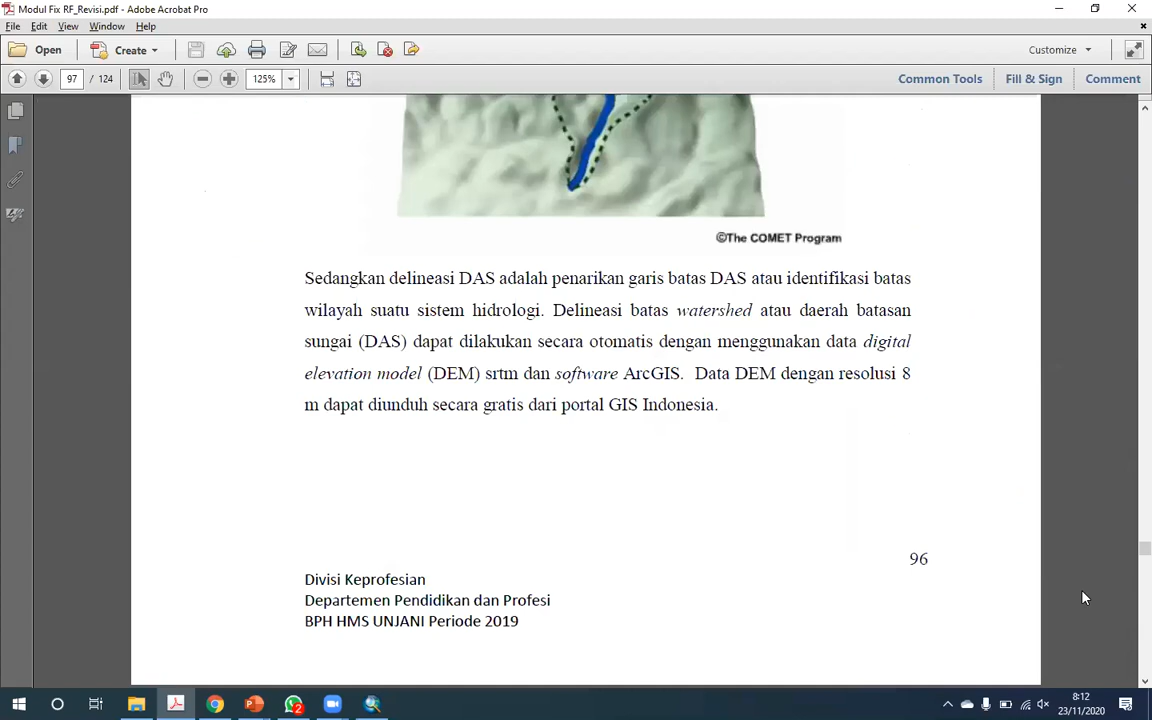 Modul Fix RF_Revisi.pdf - Adobe Acrobat Pro
File Edit View Window Help
Open Create Customize
97 / 124 125% Common Tools Fill & Sign Comment
©The COMET Program
Sedangkan delineasi DAS adalah penarikan garis batas DAS atau identifikasi batas
wilayah suatu sistem hidrologi. Delineasi batas watershed atau daerah batasan
sungai (DAS) dapat dilakukan secara otomatis dengan menggunakan data digital
elevation model (DEM) srtm dan software ArcGIS. Data DEM dengan resolusi 8
m dapat diunduh secara gratis dari portal GIS Indonesia.
96
Divisi Keprofesian
Departemen Pendidikan dan Profesi
BPH HMS UNJANI Periode 2019
2
8:12
23/11/2020